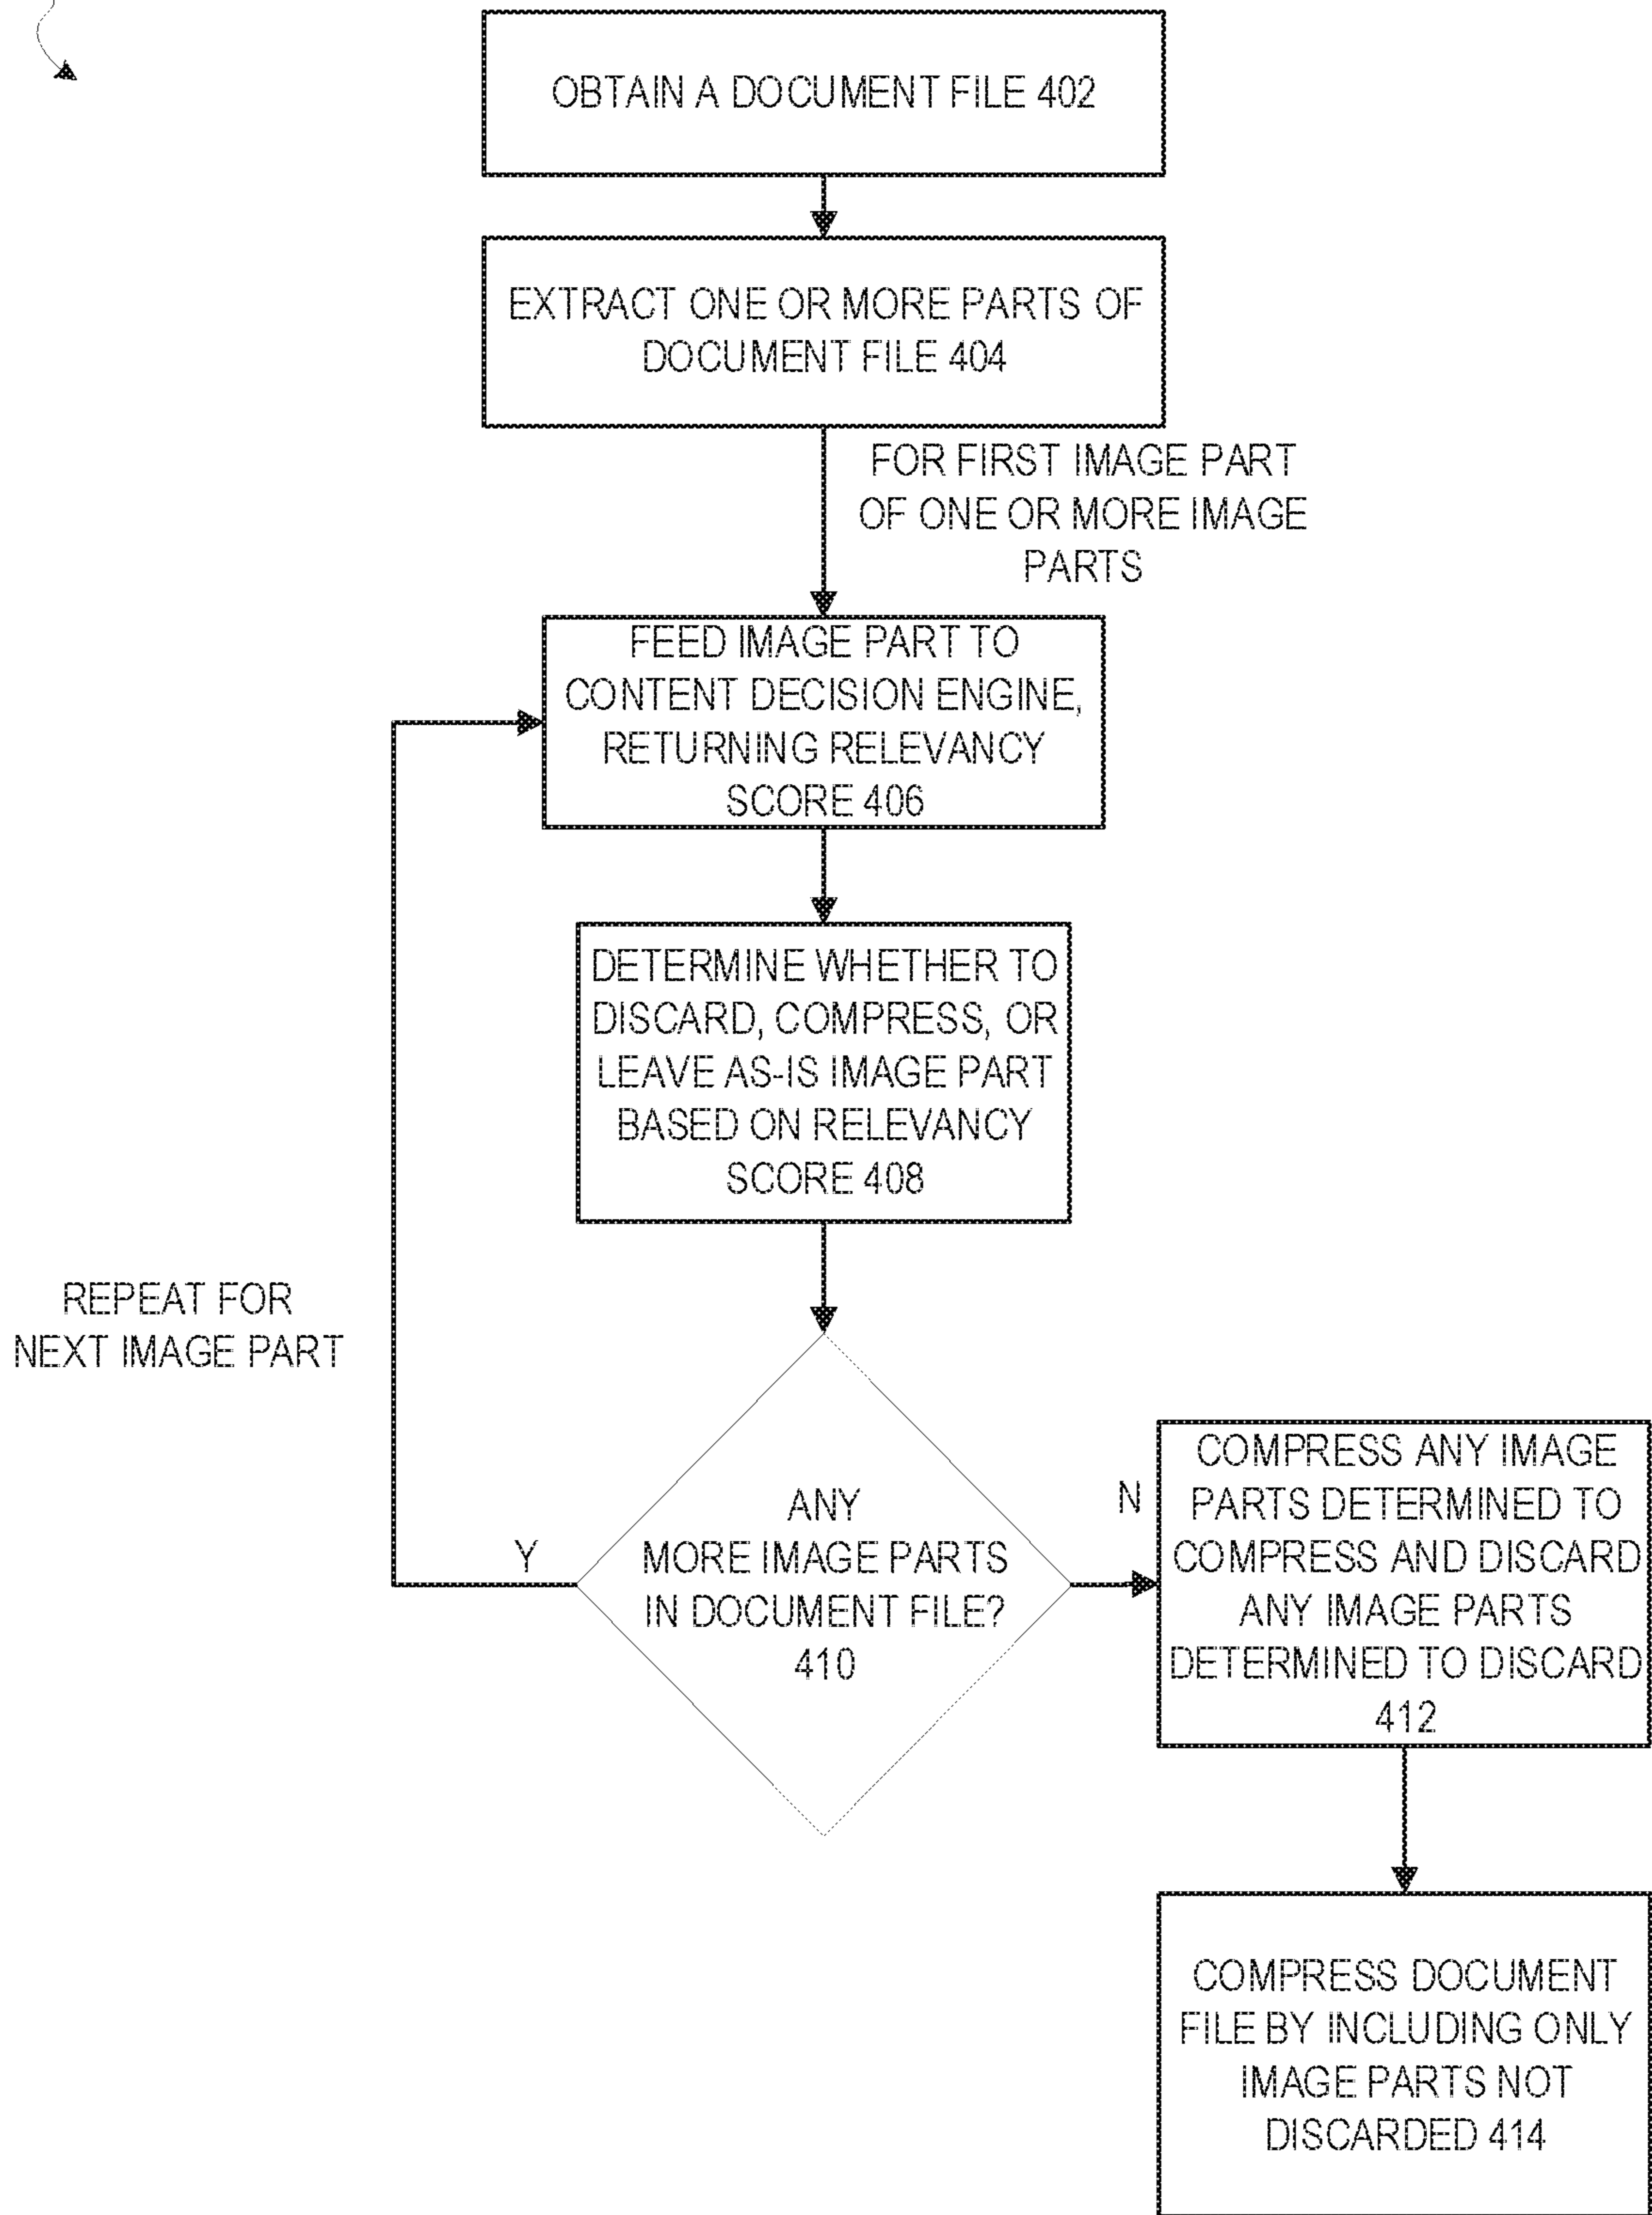 OBTAIN A DOCUMENT FILE 402
EXTRACT ONE OR MORE PARTS OF
DOCUMENT FILE 404
FOR FIRST IMAGE PART
OF ONE OR MORE IMAGE
PARTS
FEED IMAGE PART TO
CONTENT DECISION ENGINE,
RETURNING RELEVANCY
SCORE 406
DETERMINE WHETHER TO
DISCARD, COMPRESS, OR
LEAVE AS-IS IMAGE PART
BASED ON RELEVANCY
SCORE 408
REPEAT FOR
NEXT IMAGE PART
Y
ANY
MORE IMAGE PARTS
IN DOCUMENT FILE?
410
N
COMPRESS ANY IMAGE
PARTS DETERMINED TO
COMPRESS AND DISCARD
ANY IMAGE PARTS
DETERMINED TO DISCARD
412
COMPRESS DOCUMENT
FILE BY INCLUDING ONLY
IMAGE PARTS NOT
DISCARDED 414